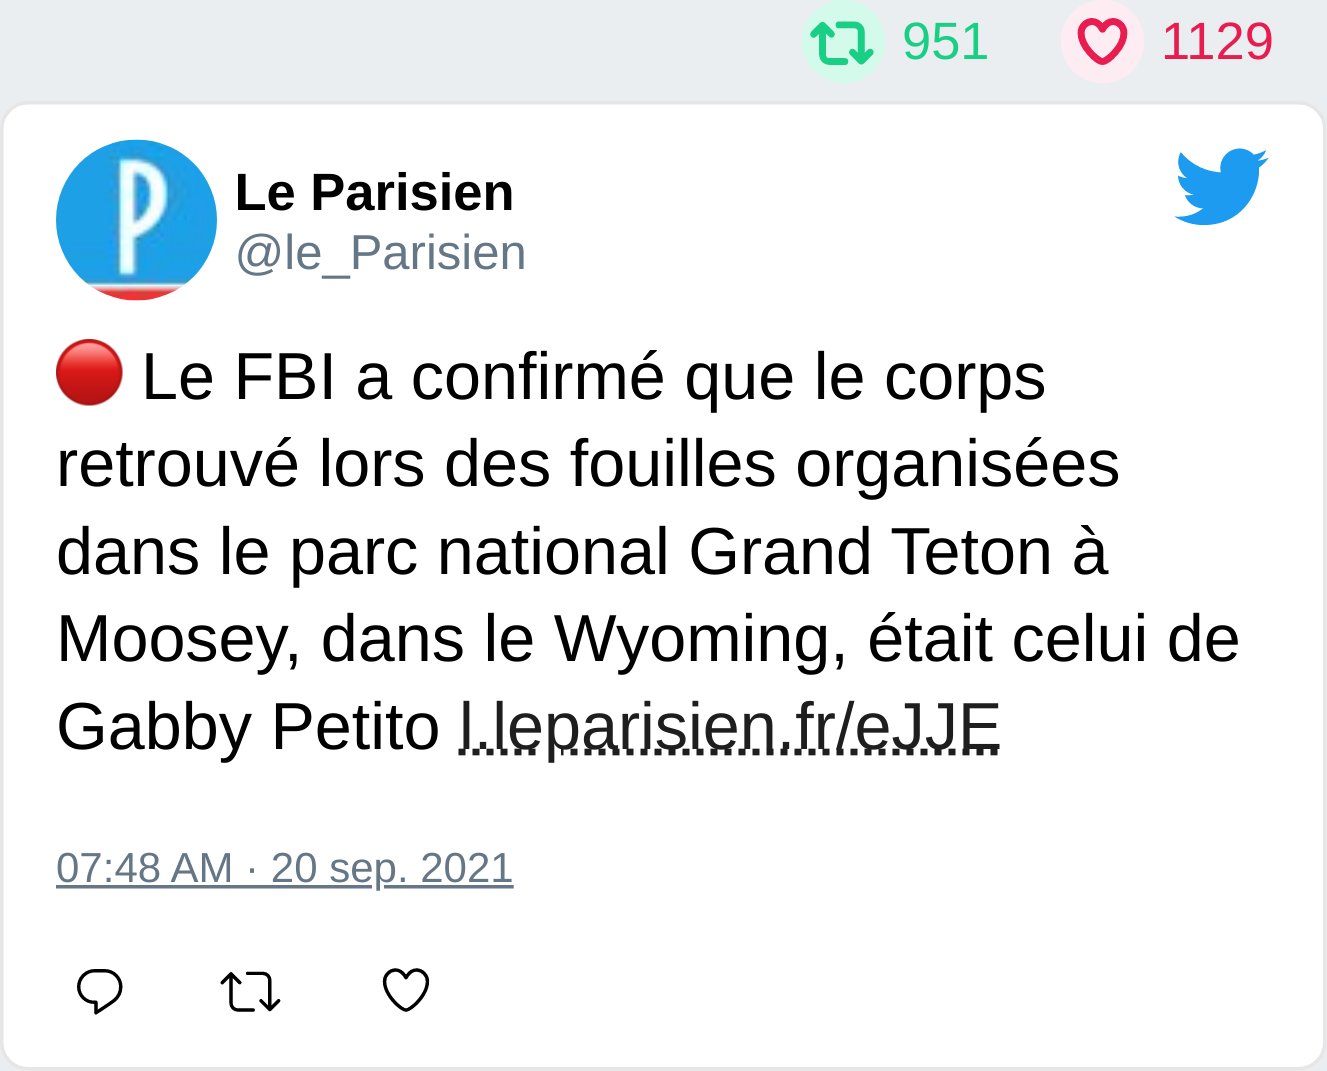 951 1129
Le Parisien
@le_Parisien
🔴 Le FBI a confirmé que le corps
retrouvé lors des fouilles organisées
dans le parc national Grand Teton à
Moosey, dans le Wyoming, était celui de
Gabby Petito l.leparisien.fr/eJJE
07:48 AM · 20 sep. 2021